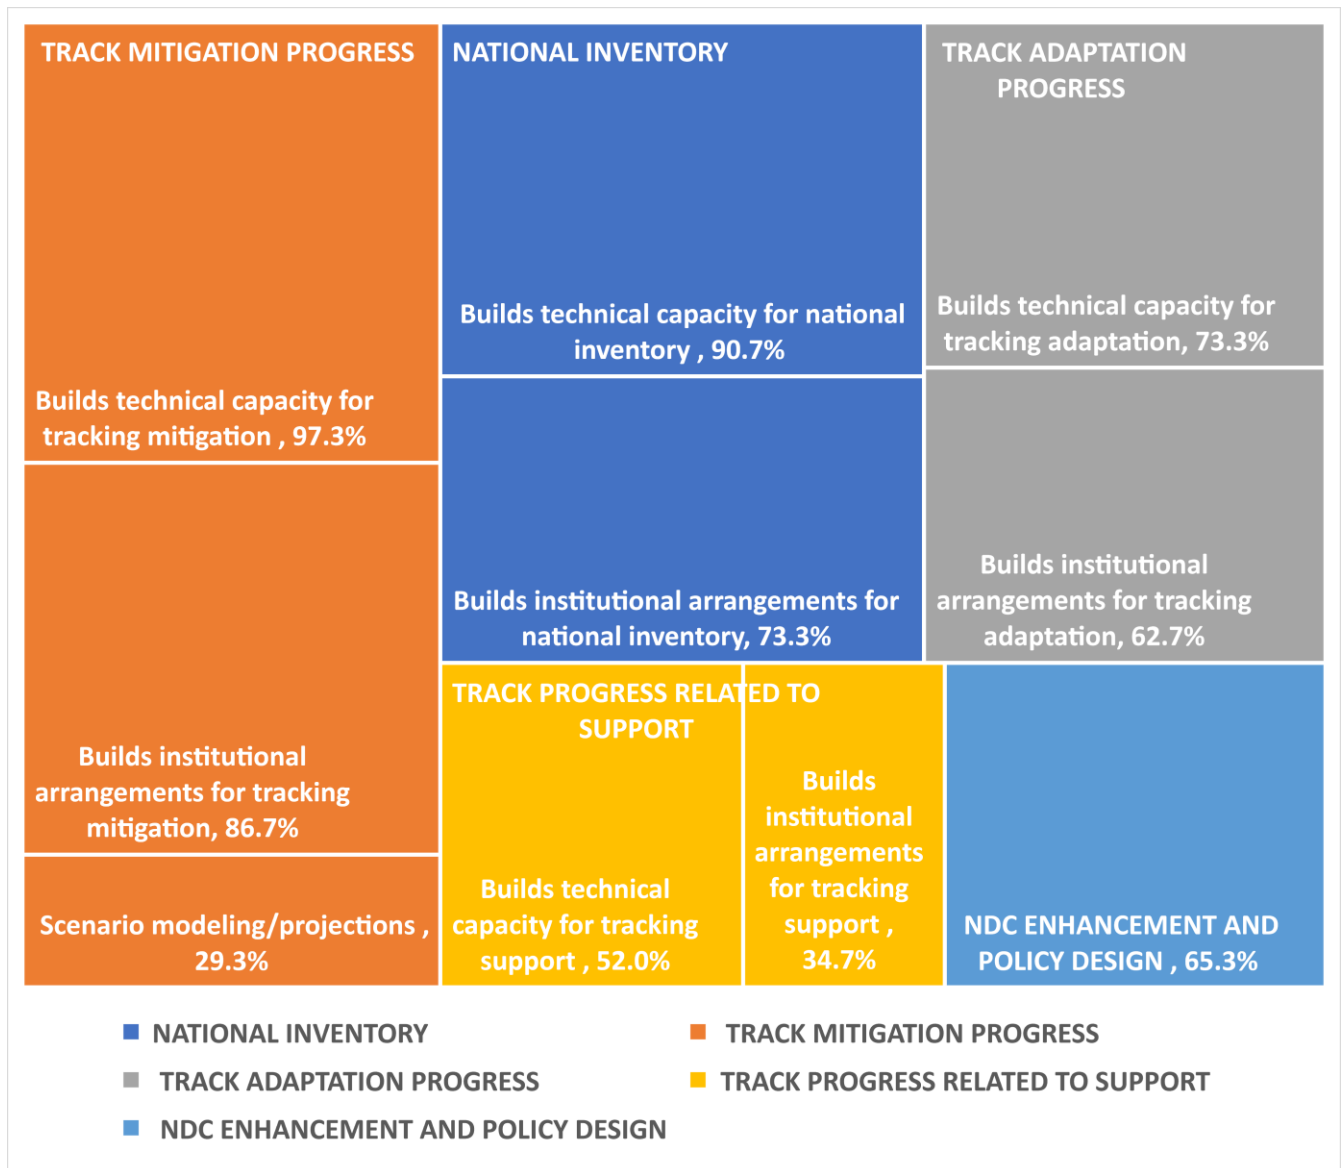 TRACK MITIGATION PROGRESS
Builds technical capacity for
tracking mitigation , 97.3%
Builds institutional
arrangements for tracking
mitigation, 86.7%
Scenario modeling/projections ,
29.3%
NATIONAL INVENTORY
Builds technical capacity for national
inventory , 90.7%
Builds institutional arrangements for
national inventory, 73.3%
TRACK ADAPTATION
PROGRESS
Builds technical capacity for
tracking adaptation, 73.3%
Builds institutional
arrangements for tracking
adaptation, 62.7%
TRACK PROGRESS RELATED TO
SUPPORT
Builds technical
capacity for tracking
support , 52.0%
Builds
institutional
arrangements
for tracking
support ,
34.7%
NDC ENHANCEMENT AND
POLICY DESIGN , 65.3%
NATIONAL INVENTORY
TRACK MITIGATION PROGRESS
TRACK ADAPTATION PROGRESS
TRACK PROGRESS RELATED TO SUPPORT
NDC ENHANCEMENT AND POLICY DESIGN